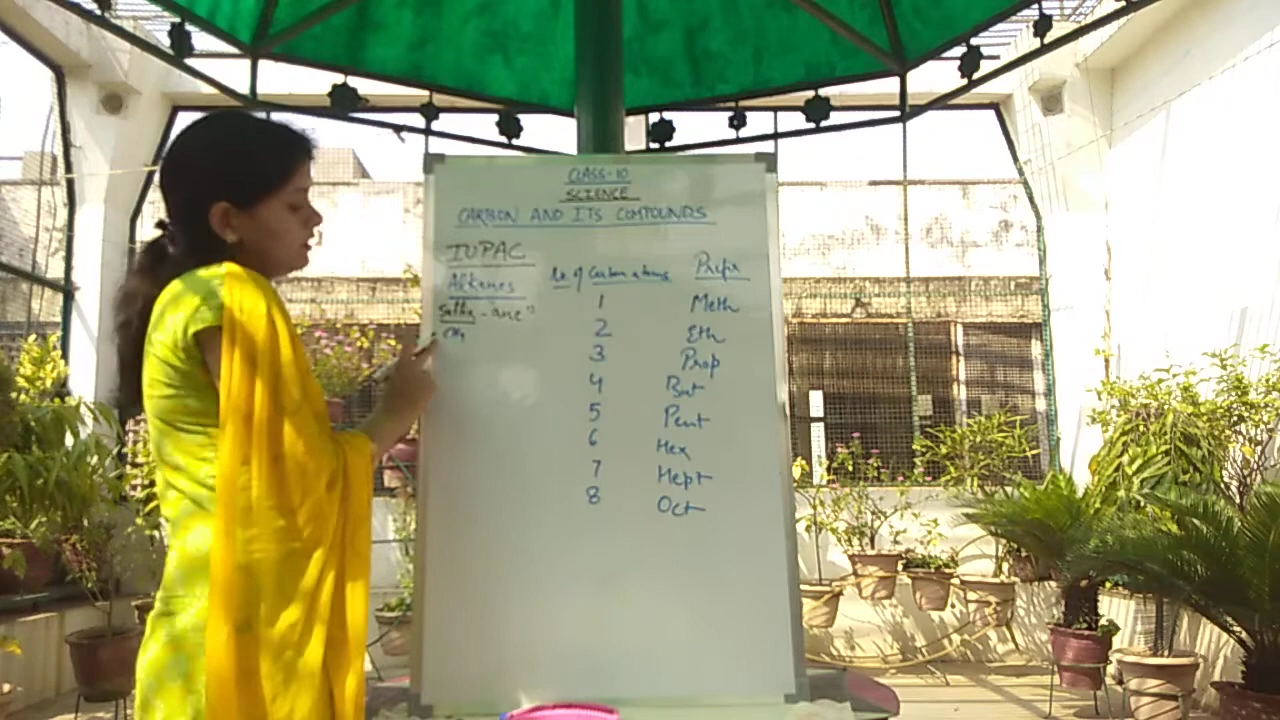 CLASS-10
SCIENCE
CARBON AND ITS COMPOUNDS
IUPAC
Alkanes
Suffix - "ane"
CH4
No. of Carbon atoms Prefix
1 Meth
2 Eth
3 Prop
4 But
5 Pent
6 Hex
7 Hept
8 Oct